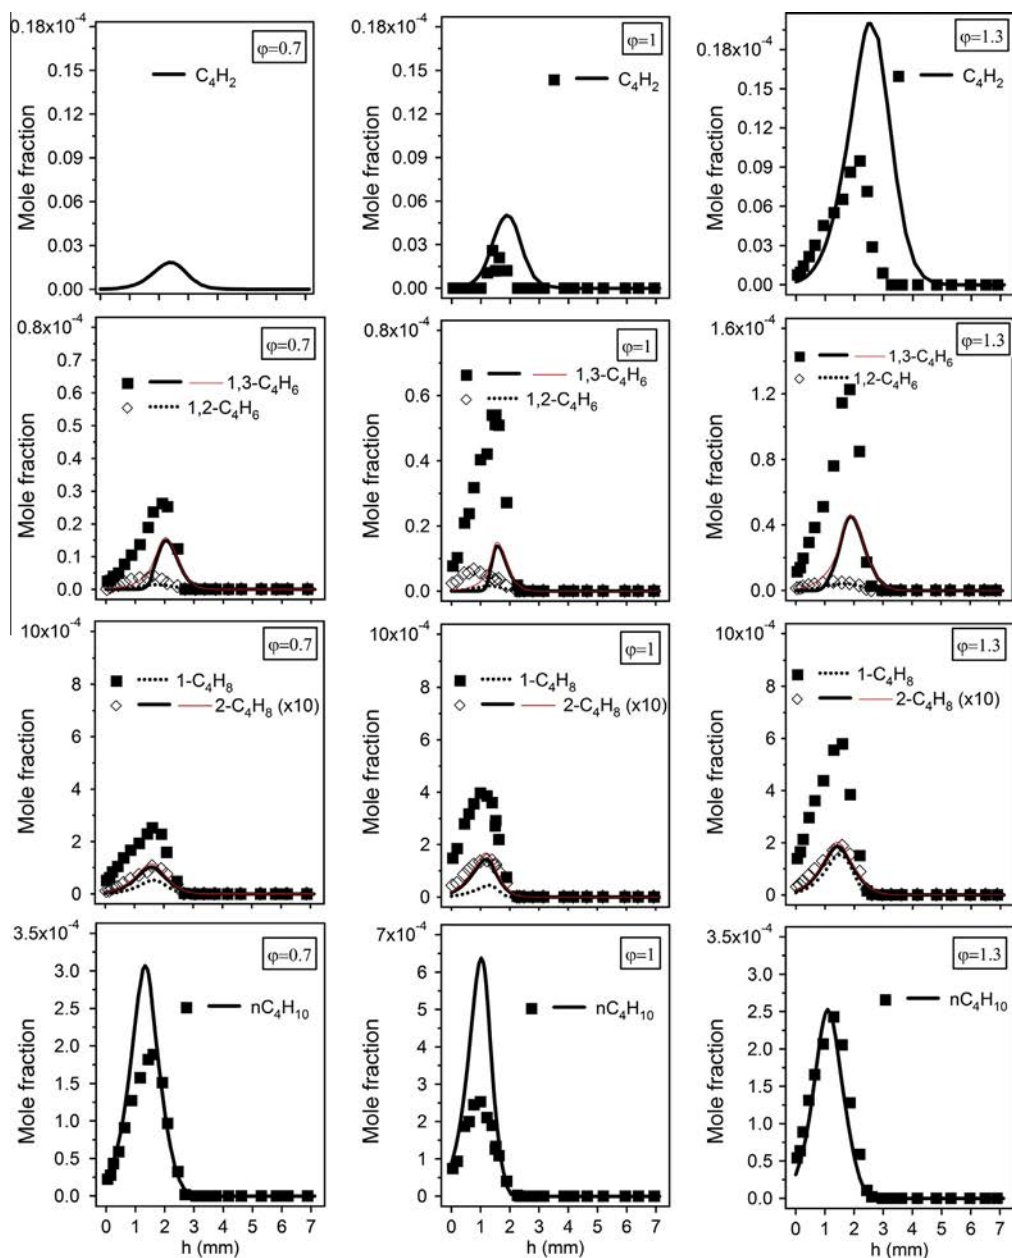 0.18x10⁻⁴
φ=0.7
C₄H₂
0.15
0.12
0.09
0.06
0.03
0.00
Mole fraction
0.18x10⁻⁴
φ=1
C₄H₂
0.15
0.12
0.09
0.06
0.03
0.00
Mole fraction
0.18x10⁻⁴
φ=1.3
C₄H₂
0.15
0.12
0.09
0.06
0.03
0.00
Mole fraction
0.8x10⁻⁴
φ=0.7
1,3-C₄H₆
1,2-C₄H₆
0.7
0.6
0.5
0.4
0.3
0.2
0.1
0.0
Mole fraction
0.8x10⁻⁴
φ=1
1,3-C₄H₆
1,2-C₄H₆
0.6
0.4
0.2
0.0
Mole fraction
1.6x10⁻⁴
φ=1.3
1,3-C₄H₆
1,2-C₄H₆
1.2
0.8
0.4
0.0
Mole fraction
10x10⁻⁴
φ=0.7
1-C₄H₈
2-C₄H₈ (x10)
8
6
4
2
0
Mole fraction
10x10⁻⁴
φ=1
1-C₄H₈
2-C₄H₈ (x10)
8
6
4
2
0
Mole fraction
10x10⁻⁴
φ=1.3
1-C₄H₈
2-C₄H₈ (x10)
8
6
4
2
0
Mole fraction
3.5x10⁻⁴
φ=0.7
nC₄H₁₀
3.0
2.5
2.0
1.5
1.0
0.5
0.0
Mole fraction
0 1 2 3 4 5 6 7
h (mm)
7x10⁻⁴
φ=1
nC₄H₁₀
6
5
4
3
2
1
0
Mole fraction
0 1 2 3 4 5 6 7
h (mm)
3.5x10⁻⁴
φ=1.3
nC₄H₁₀
3.0
2.5
2.0
1.5
1.0
0.5
0.0
Mole fraction
0 1 2 3 4 5 6 7
h (mm)